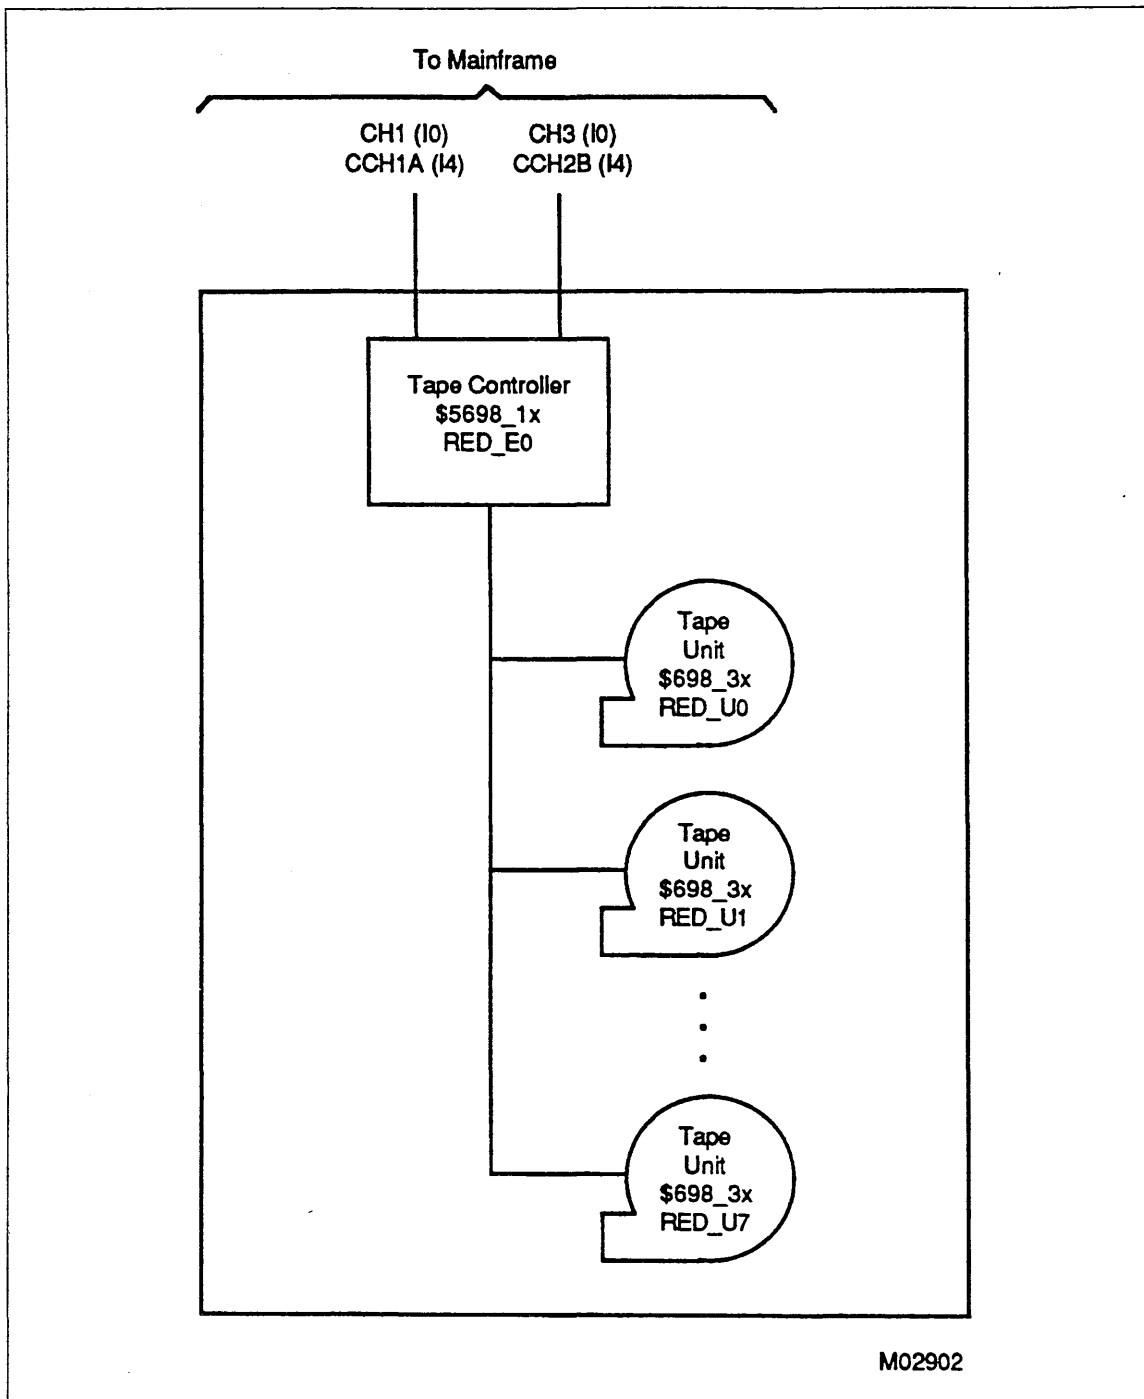 To Mainframe
CH1 (I0)
CCH1A (I4)
CH3 (I0)
CCH2B (I4)
Tape Controller
$5698_1x
RED_E0
Tape
Unit
$698_3x
RED_U0
Tape
Unit
$698_3x
RED_U1
Tape
Unit
$698_3x
RED_U7
M02902